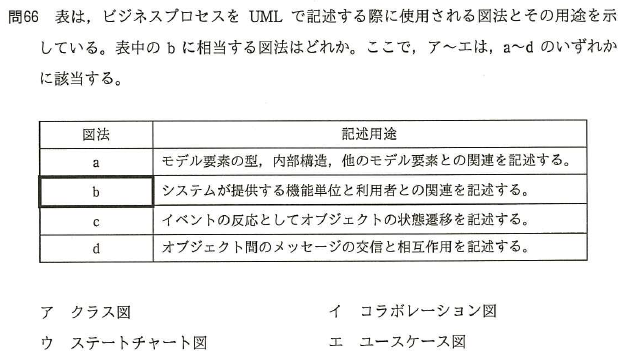 問66 表は，ビジネスプロセスを UML で記述する際に使用される図法とその用途を示
している。表中の b に相当する図法はどれか。ここで，ア～エは，a～d のいずれか
に該当する。
図法 記述用途
a モデル要素の型，内部構造，他のモデル要素との関連を記述する。
b システムが提供する機能単位と利用者との関連を記述する。
c イベントの反応としてオブジェクトの状態遷移を記述する。
d オブジェクト間のメッセージの交信と相互作用を記述する。
ア クラス図 イ コラボレーション図
ウ ステートチャート図 エ ユースケース図